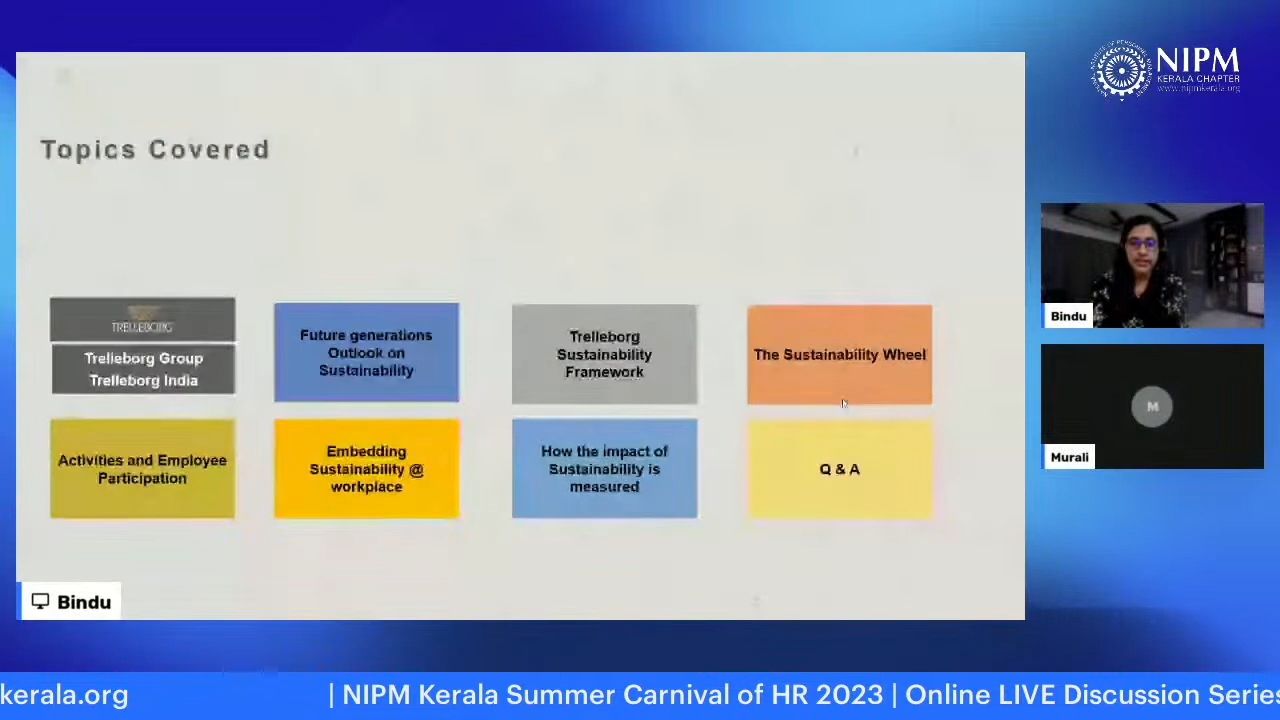 NIPM
KERALA CHAPTER
www.nipmkerala.org
Topics Covered
TRELLEBORG
Trelleborg Group
Trelleborg India
Future generations
Outlook on
Sustainability
Trelleborg
Sustainability
Framework
The Sustainability Wheel
Activities and Employee
Participation
Embedding
Sustainability @
workplace
How the impact of
Sustainability is
measured
Q & A
Bindu
M
Murali
Bindu
kerala.org | NIPM Kerala Summer Carnival of HR 2023 | Online LIVE Discussion Series